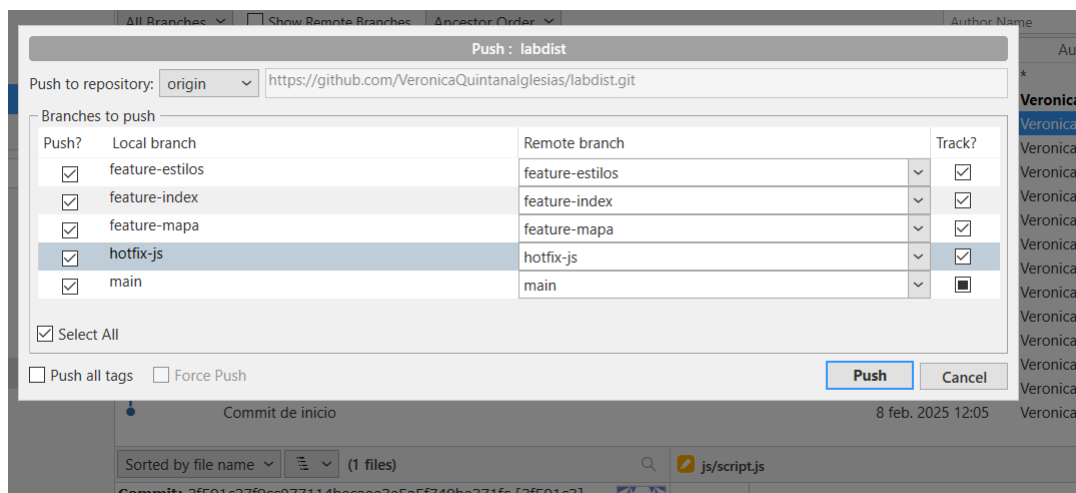 All Branches Show Remote Branches Ancestor Order Author Name
Push : labdist
Au
Push to repository: origin https://github.com/VeronicaQuintanaIglesias/labdist.git
*
Branches to push
Veronica
Push? Local branch Remote branch Track?
Veronica
Veronica
feature-estilos feature-estilos
Veronica
feature-index feature-index
Veronica
feature-mapa feature-mapa
Veronica
hotfix-js hotfix-js
Veronica
main main
Veronica
Veronica
Veronica
Select All
Veronica
Push all tags Force Push Push Cancel
Veronica
Veronica
Commit de inicio 8 feb. 2025 12:05 Veronica
Sorted by file name (1 files) js/script.js